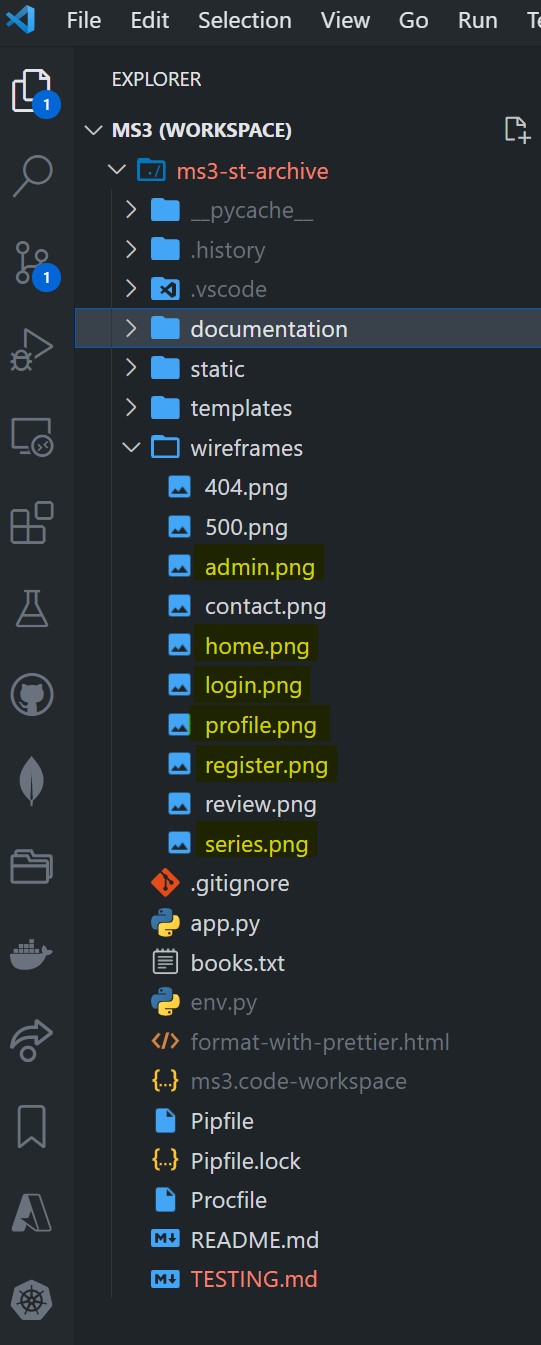 File Edit Selection View Go Run Te
EXPLORER
1
MS3 (WORKSPACE)
./ ms3-st-archive
__pycache__
.history
1
.vscode
documentation
static
templates
wireframes
404.png
500.png
admin.png
contact.png
home.png
login.png
profile.png
register.png
review.png
series.png
.gitignore
app.py
books.txt
env.py
format-with-prettier.html
{..} ms3.code-workspace
Pipfile
{..} Pipfile.lock
Procfile
M README.md
M TESTING.md